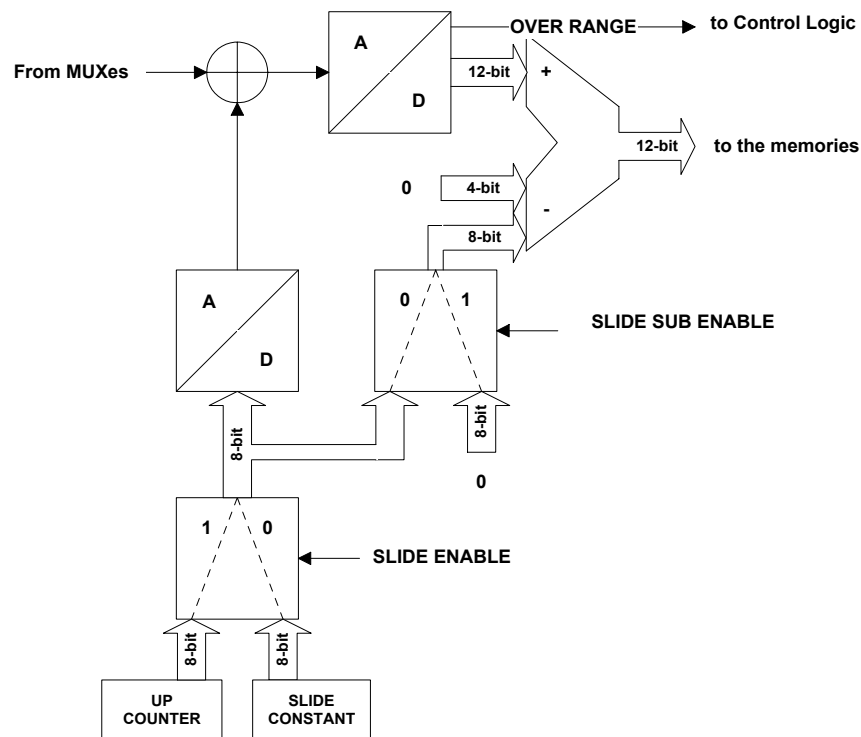 OVER RANGE
to Control Logic
A
D
From MUXes
12-bit
+
12-bit
to the memories
0
4-bit
-
8-bit
A
D
0
1
SLIDE SUB ENABLE
8-bit
8-bit
0
1
0
SLIDE ENABLE
8-bit
8-bit
UP
COUNTER
SLIDE
CONSTANT